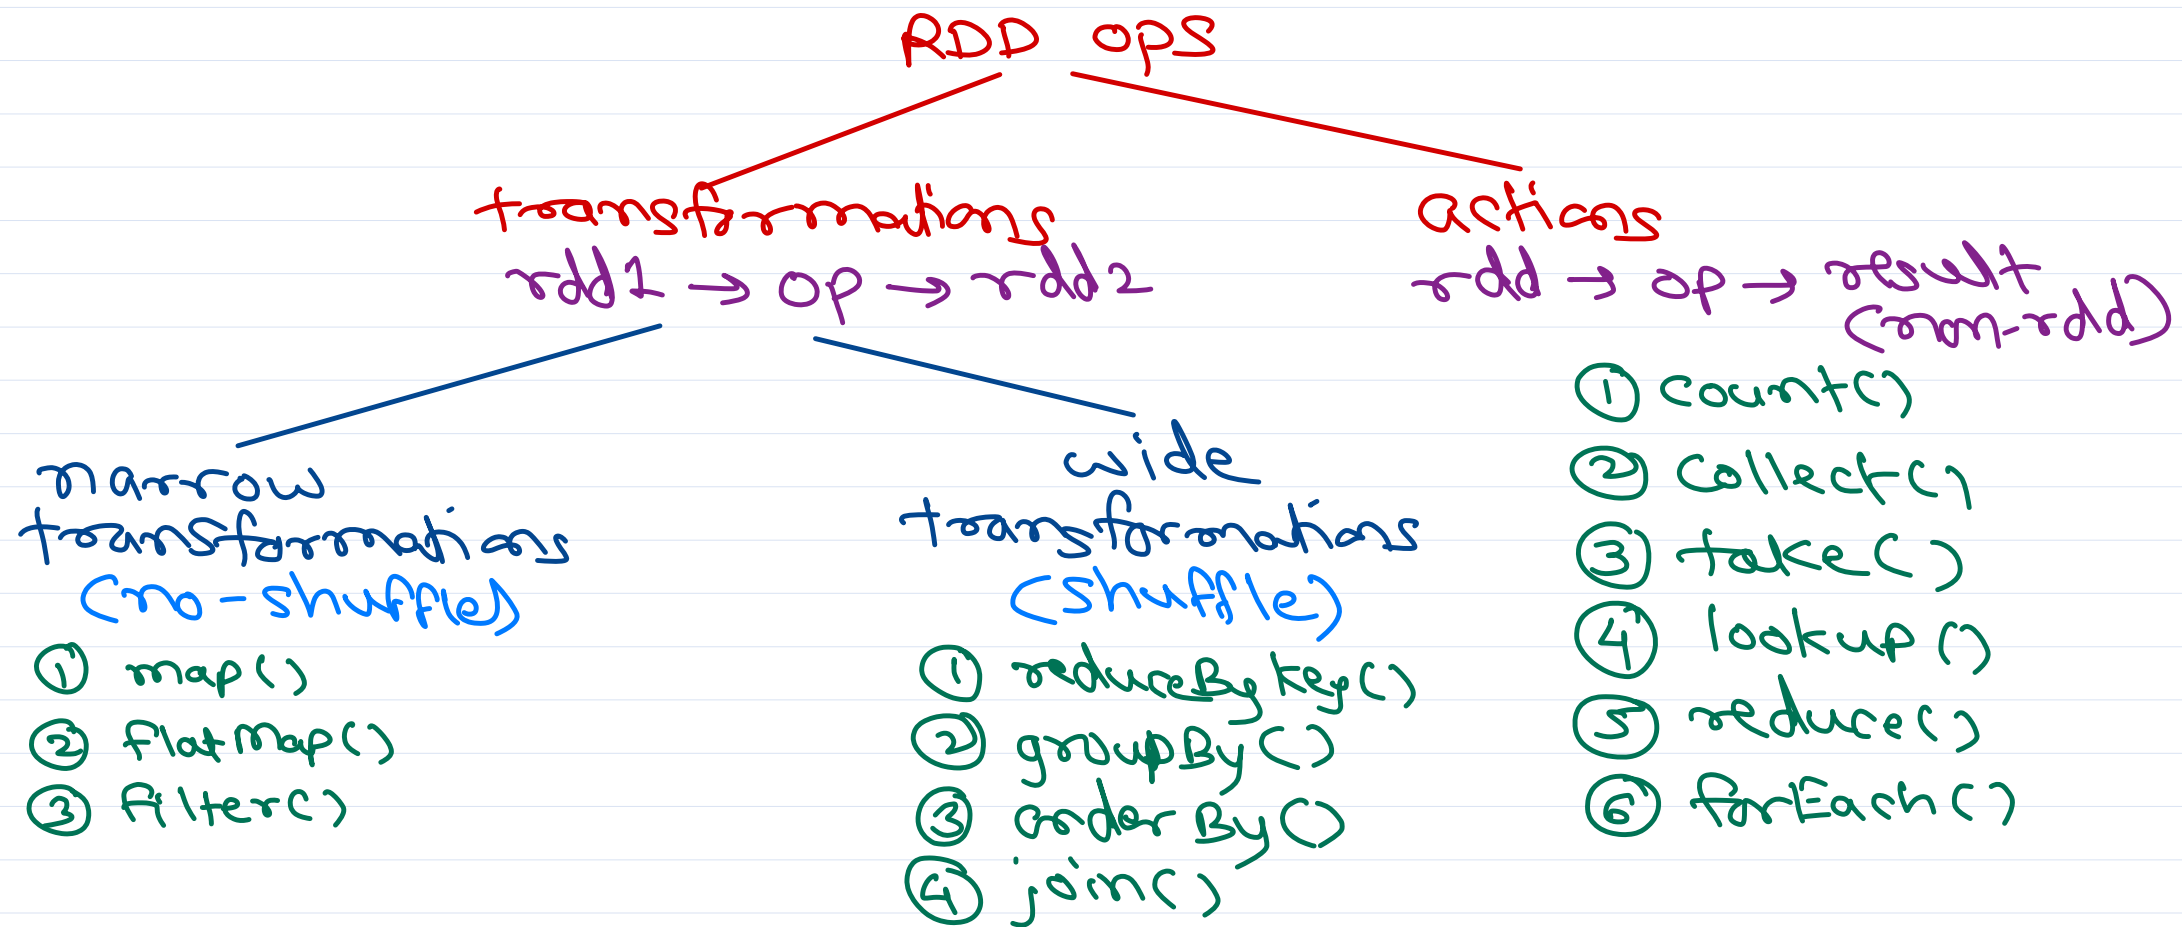 RDD OPS
transformations
rdd1 → op → rdd2
actions
rdd → op → result
(non-rdd)
narrow
transformations
(no-shuffle)
① map()
② flatMap()
③ filter()
wide
transformations
(shuffle)
① reduceByKey()
② groupBy()
③ orderBy()
④ join()
① count()
② collect()
③ take()
④ lookup()
⑤ reduce()
⑥ forEach()